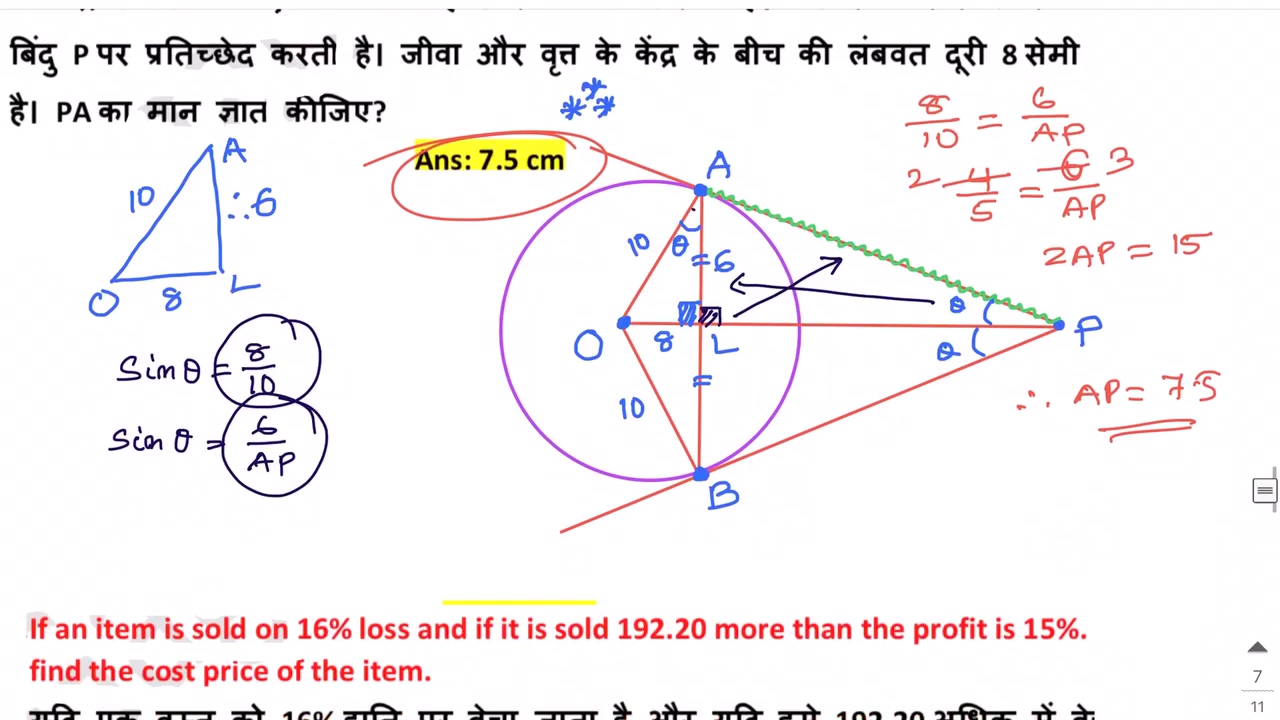 बिंदु P पर प्रतिच्छेद करती है। जीवा और वृत्त के केंद्र के बीच की लंबवत दूरी 8 सेमी
है। PA का मान ज्ञात कीजिए?
Ans: 7.5 cm
A
10
∴ 6
O
8
L
Sin θ = 8/10
Sin θ = 6/AP
A
10
θ
= 6
O
8
L
=
10
B
θ
θ
P
8/10 = 6/AP
2 4/5 = 6/AP 3
2AP = 15
∴ AP = 7.5
If an item is sold on 16% loss and if it is sold 192.20 more than the profit is 15%.
find the cost price of the item.
7
11